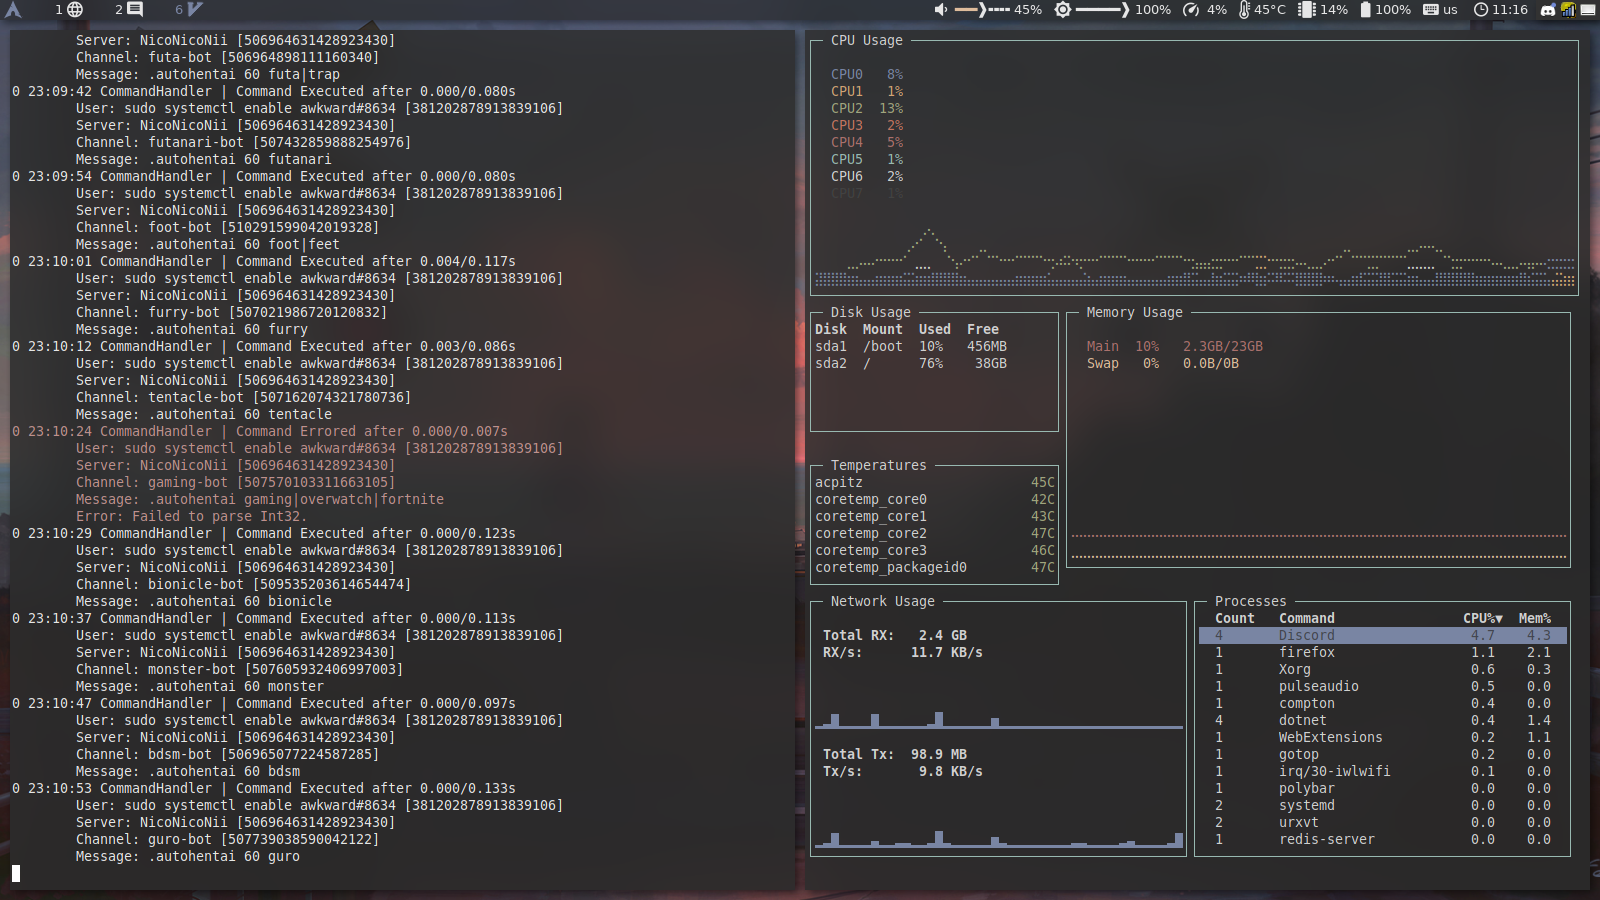 1 2 6 45% 100% 4% 45°C 14% 100% us 11:16
Server: NicoNicoNii [506964631428923430]
Channel: futa-bot [506964898111160340]
Message: .autohentai 60 futa|trap
0 23:09:42 CommandHandler | Command Executed after 0.000/0.080s
User: sudo systemctl enable awkward#8634 [381202878913839106]
Server: NicoNicoNii [506964631428923430]
Channel: futanari-bot [507432859888254976]
Message: .autohentai 60 futanari
0 23:09:54 CommandHandler | Command Executed after 0.000/0.080s
User: sudo systemctl enable awkward#8634 [381202878913839106]
Server: NicoNicoNii [506964631428923430]
Channel: foot-bot [510291599042019328]
Message: .autohentai 60 foot|feet
0 23:10:01 CommandHandler | Command Executed after 0.004/0.117s
User: sudo systemctl enable awkward#8634 [381202878913839106]
Server: NicoNicoNii [506964631428923430]
Channel: furry-bot [507021986720120832]
Message: .autohentai 60 furry
0 23:10:12 CommandHandler | Command Executed after 0.003/0.086s
User: sudo systemctl enable awkward#8634 [381202878913839106]
Server: NicoNicoNii [506964631428923430]
Channel: tentacle-bot [507162074321780736]
Message: .autohentai 60 tentacle
0 23:10:24 CommandHandler | Command Errored after 0.000/0.007s
User: sudo systemctl enable awkward#8634 [381202878913839106]
Server: NicoNicoNii [506964631428923430]
Channel: gaming-bot [507570103311663105]
Message: .autohentai gaming|overwatch|fortnite
Error: Failed to parse Int32.
0 23:10:29 CommandHandler | Command Executed after 0.000/0.123s
User: sudo systemctl enable awkward#8634 [381202878913839106]
Server: NicoNicoNii [506964631428923430]
Channel: bionicle-bot [509535203614654474]
Message: .autohentai 60 bionicle
0 23:10:37 CommandHandler | Command Executed after 0.000/0.113s
User: sudo systemctl enable awkward#8634 [381202878913839106]
Server: NicoNicoNii [506964631428923430]
Channel: monster-bot [507605932406997003]
Message: .autohentai 60 monster
0 23:10:47 CommandHandler | Command Executed after 0.000/0.097s
User: sudo systemctl enable awkward#8634 [381202878913839106]
Server: NicoNicoNii [506964631428923430]
Channel: bdsm-bot [506965077224587285]
Message: .autohentai 60 bdsm
0 23:10:53 CommandHandler | Command Executed after 0.000/0.133s
User: sudo systemctl enable awkward#8634 [381202878913839106]
Server: NicoNicoNii [506964631428923430]
Channel: guro-bot [507739038590042122]
Message: .autohentai 60 guro
CPU Usage
CPU0 8%
CPU1 1%
CPU2 13%
CPU3 2%
CPU4 5%
CPU5 1%
CPU6 2%
CPU7 1%
Disk Usage
Disk Mount Used Free
sda1 /boot 10% 456MB
sda2 / 76% 38GB
Memory Usage
Main 10% 2.3GB/23GB
Swap 0% 0.0B/0B
Temperatures
acpitz 45C
coretemp_core0 42C
coretemp_core1 43C
coretemp_core2 47C
coretemp_core3 46C
coretemp_packageid0 47C
Network Usage
Total RX: 2.4 GB
RX/s: 11.7 KB/s
Total Tx: 98.9 MB
Tx/s: 9.8 KB/s
Processes
Count Command CPU%▼ Mem%
4 Discord 4.7 4.3
1 firefox 1.1 2.1
1 Xorg 0.6 0.3
1 pulseaudio 0.5 0.0
1 compton 0.4 0.0
4 dotnet 0.4 1.4
1 WebExtensions 0.2 1.1
1 gotop 0.2 0.0
1 irq/30-iwlwifi 0.1 0.0
1 polybar 0.0 0.0
2 systemd 0.0 0.0
2 urxvt 0.0 0.0
1 redis-server 0.0 0.0